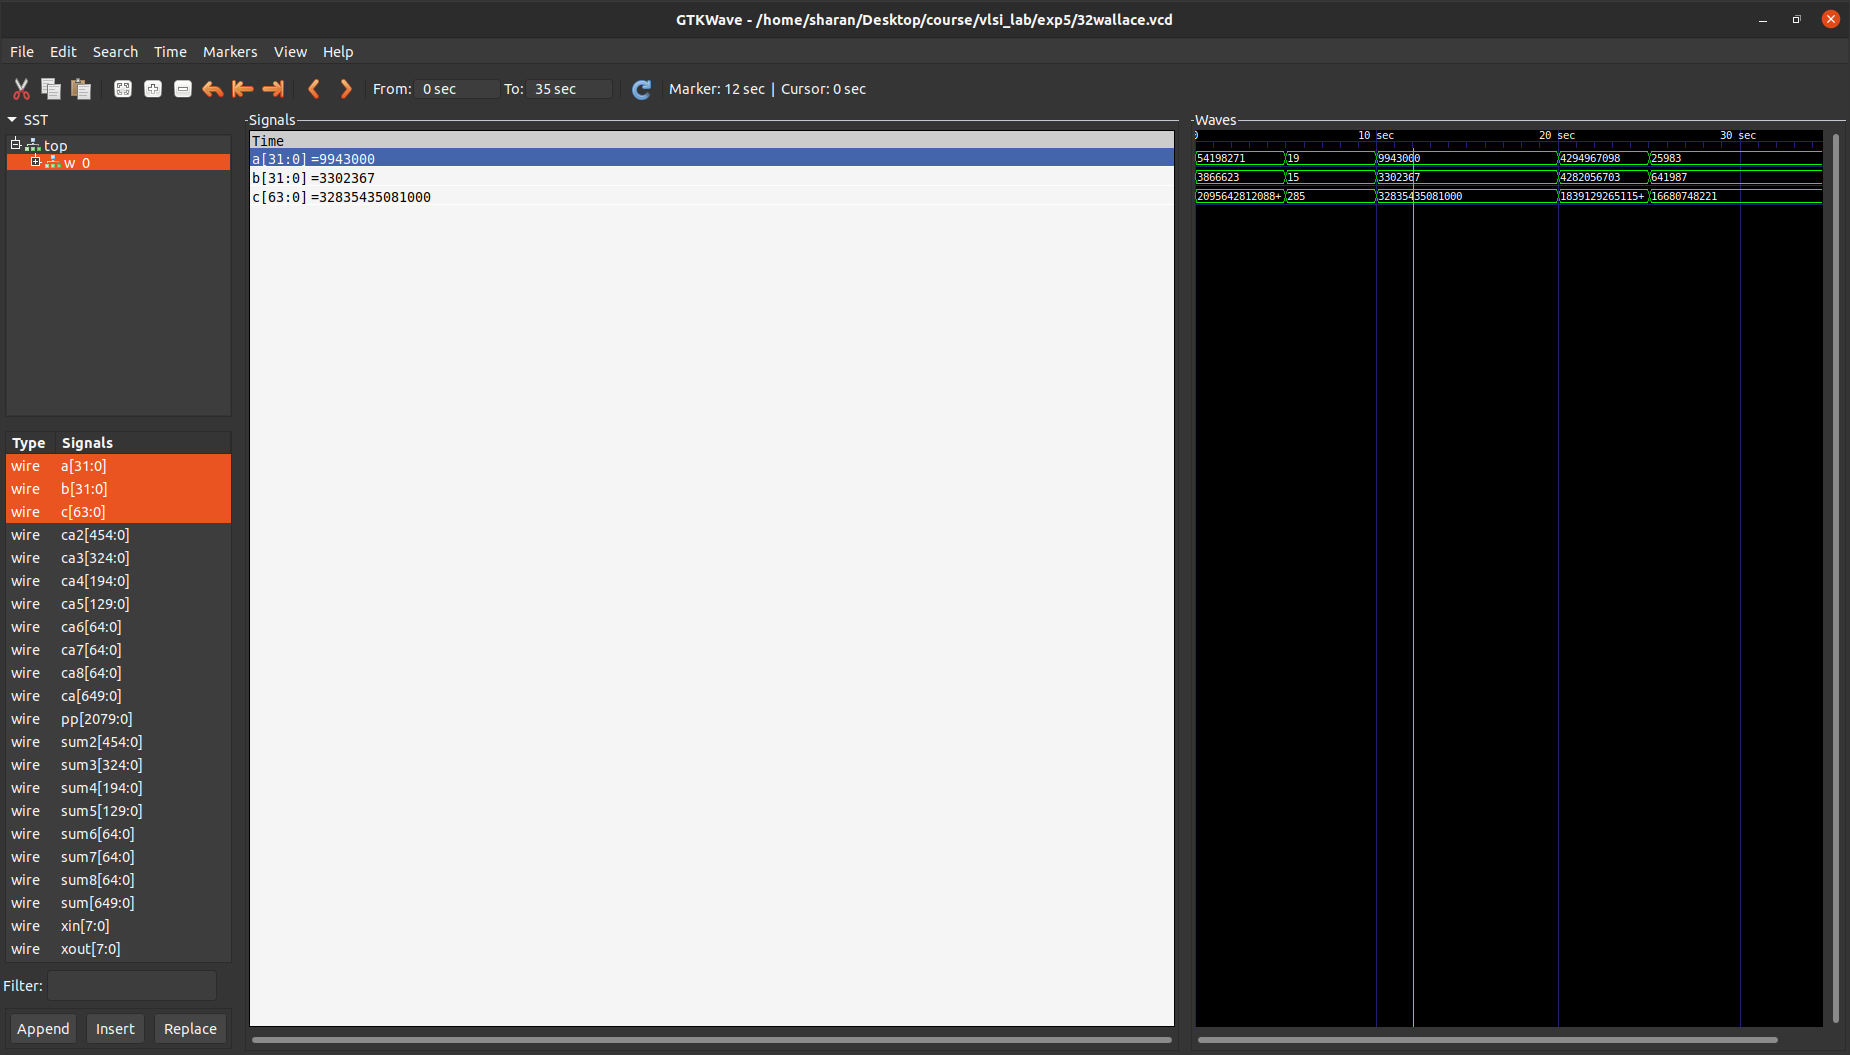 GTKWave - /home/sharan/Desktop/course/vlsi_lab/exp5/32wallace.vcd
File Edit Search Time Markers View Help
From: 0 sec To: 35 sec Marker: 12 sec | Cursor: 0 sec
SST
top
w_0
Type Signals
wire a[31:0]
wire b[31:0]
wire c[63:0]
wire ca2[454:0]
wire ca3[324:0]
wire ca4[194:0]
wire ca5[129:0]
wire ca6[64:0]
wire ca7[64:0]
wire ca8[64:0]
wire ca[649:0]
wire pp[2079:0]
wire sum2[454:0]
wire sum3[324:0]
wire sum4[194:0]
wire sum5[129:0]
wire sum6[64:0]
wire sum7[64:0]
wire sum8[64:0]
wire sum[649:0]
wire xin[7:0]
wire xout[7:0]
Filter:
Append Insert Replace
Signals
Time
a[31:0] =9943000
b[31:0] =3302367
c[63:0] =32835435081000
Waves
0 10 sec 20 sec 30 sec
54198271 19 9943000 4294967098 25983
3866623 15 3302367 4282056703 641987
2095642812088+ 285 32835435081000 1839129265115+ 16680748221